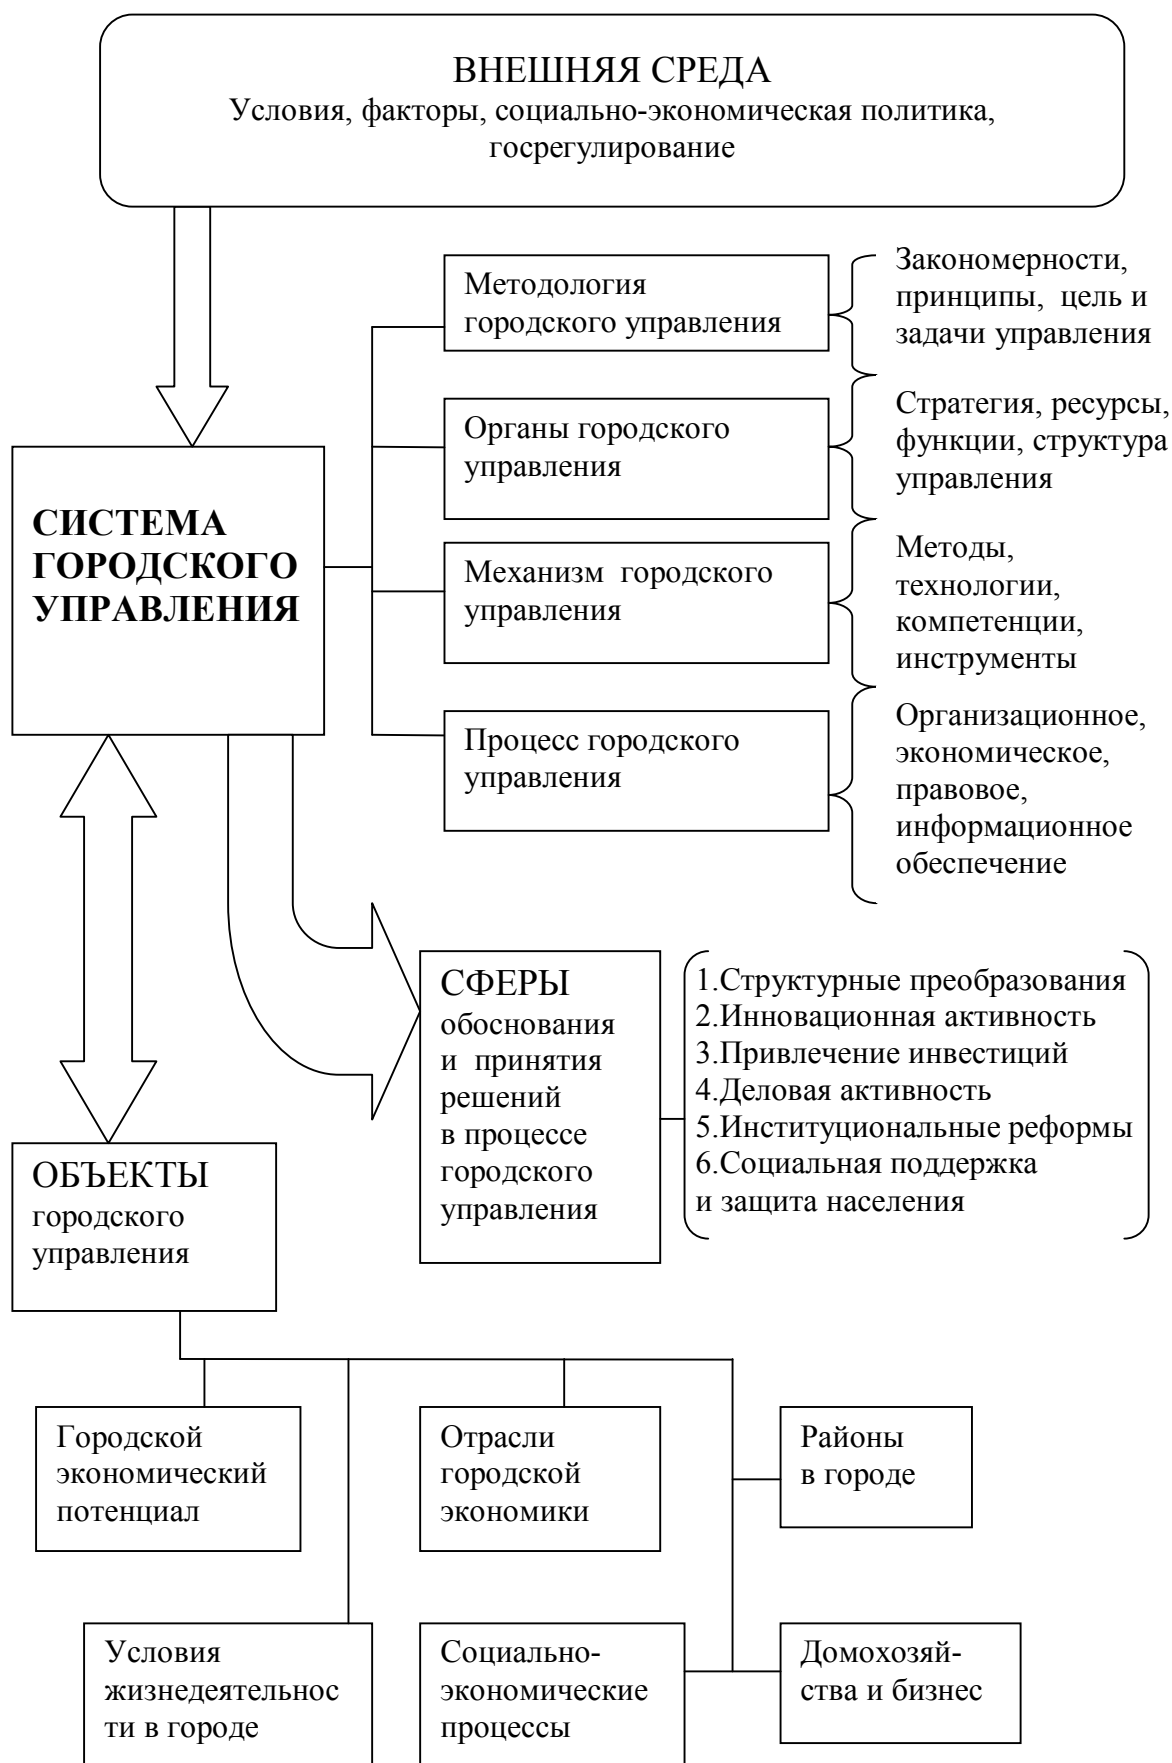 ВНЕШНЯЯ СРЕДА
Условия, факторы, социально-экономическая политика,
госрегулирование
Методология
городского управления
Закономерности,
принципы, цель и
задачи управления
Органы городского
управления
Стратегия, ресурсы,
функции, структура
управления
СИСТЕМА
ГОРОДСКОГО
УПРАВЛЕНИЯ
Механизм городского
управления
Методы,
технологии,
компетенции,
инструменты
Процесс городского
управления
Организационное,
экономическое,
правовое,
информационное
обеспечение
СФЕРЫ
обоснования
и принятия
решений
в процессе
городского
управления
1.Структурные преобразования
2.Инновационная активность
3.Привлечение инвестиций
4.Деловая активность
5.Институциональные реформы
6.Социальная поддержка
и защита населения
ОБЪЕКТЫ
городского
управления
Городской
экономический
потенциал
Отрасли
городской
экономики
Районы
в городе
Условия
жизнедеятельнос
ти в городе
Социально-
экономические
процессы
Домохозяй-
ства и бизнес